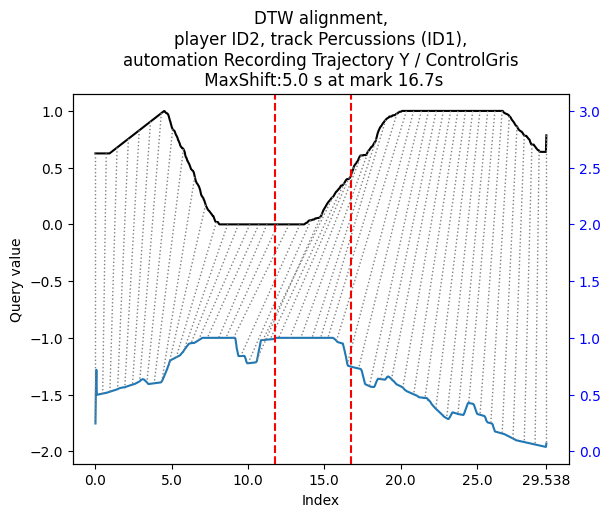 DTW alignment,
player ID2, track Percussions (ID1),
automation Recording Trajectory Y / ControlGris
MaxShift:5.0 s at mark 16.7s
1.0
0.5
0.0
−0.5
−1.0
−1.5
−2.0
Query value
3.0
2.5
2.0
1.5
1.0
0.5
0.0
0.0 5.0 10.0 15.0 20.0 25.0 29.538
Index